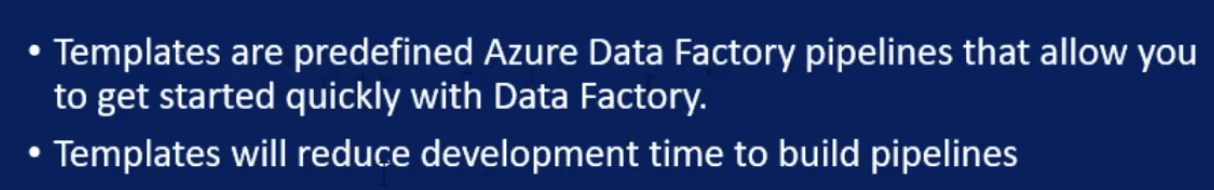 • Templates are predefined Azure Data Factory pipelines that allow you
to get started quickly with Data Factory.
• Templates will reduce development time to build pipelines